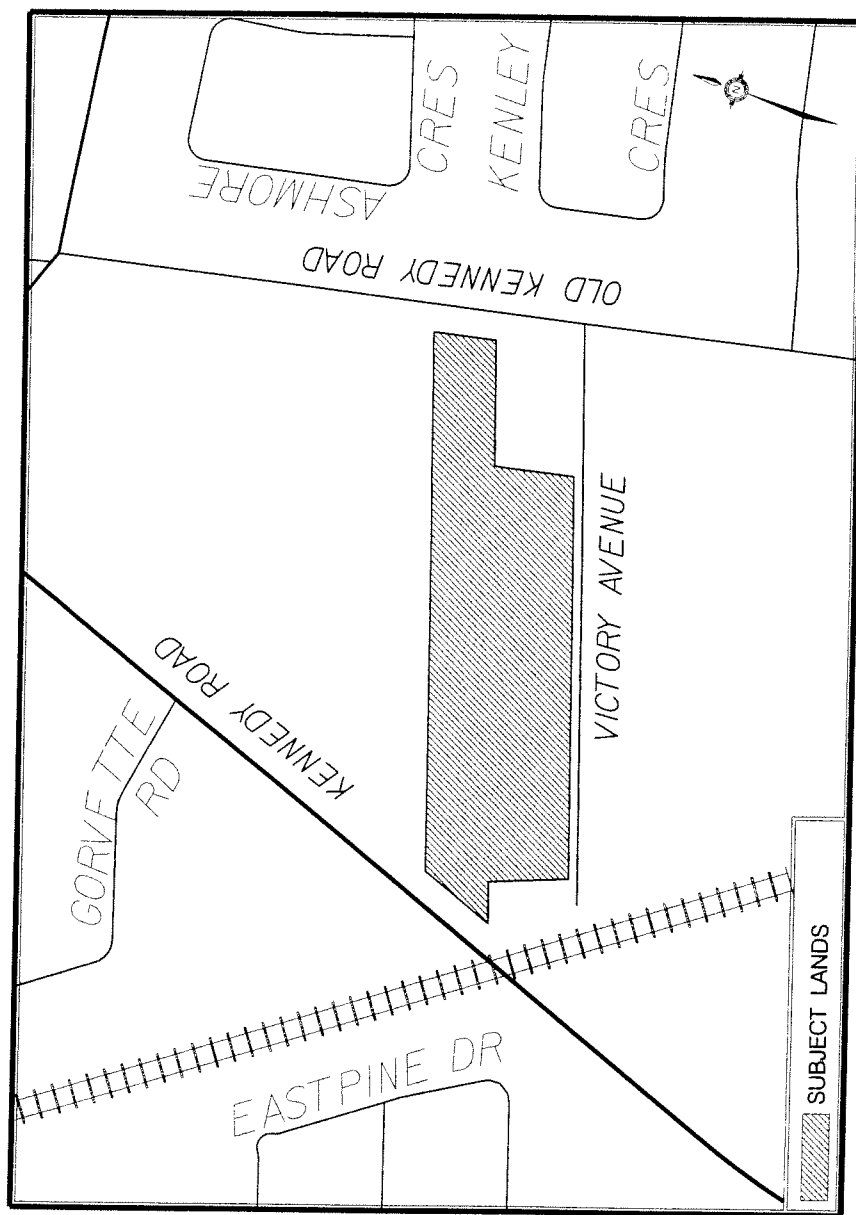 ASHMORE
CRES
KENLEY
CRES
OLD KENNEDY ROAD
KENNEDY ROAD
GORVETTE
RD
VICTORY AVENUE
EASTPINE DR
N
SUBJECT LANDS